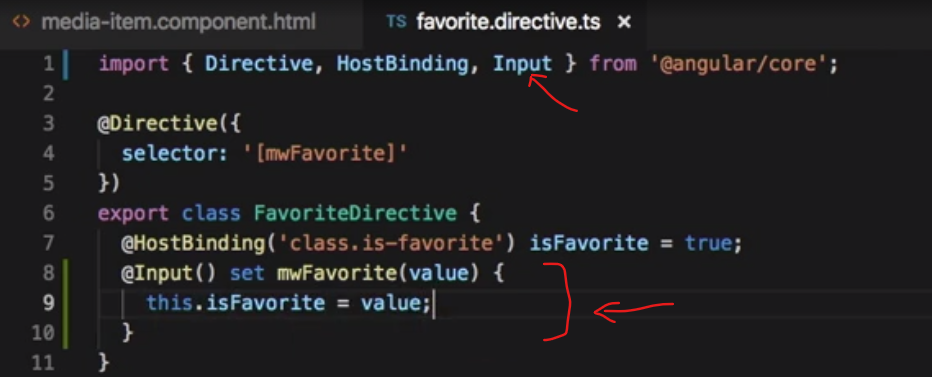 <> media-item.component.html TS favorite.directive.ts ×
1 import { Directive, HostBinding, Input } from '@angular/core';
2
3 @Directive({
4   selector: '[mwFavorite]'
5 })
6 export class FavoriteDirective {
7   @HostBinding('class.is-favorite') isFavorite = true;
8   @Input() set mwFavorite(value) {
9     this.isFavorite = value;
10   }
11 }